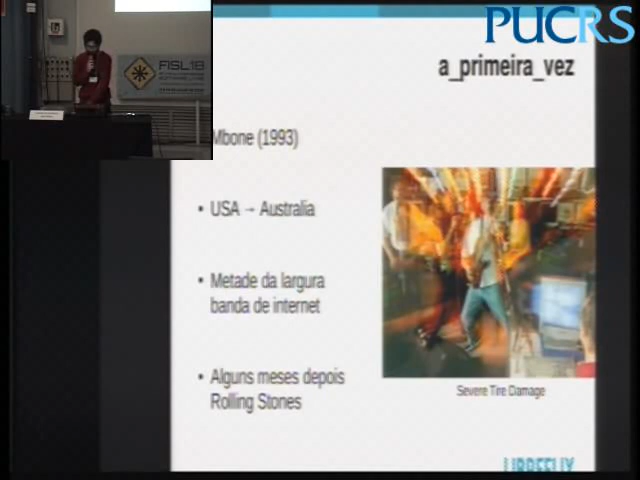 PUCRS
a_primeira_vez
FISL18
Mbone (1993)
• USA → Australia
• Metade da largura
banda de internet
• Alguns meses depois
Rolling Stones
Severe Tire Damage
LIBREFLIX